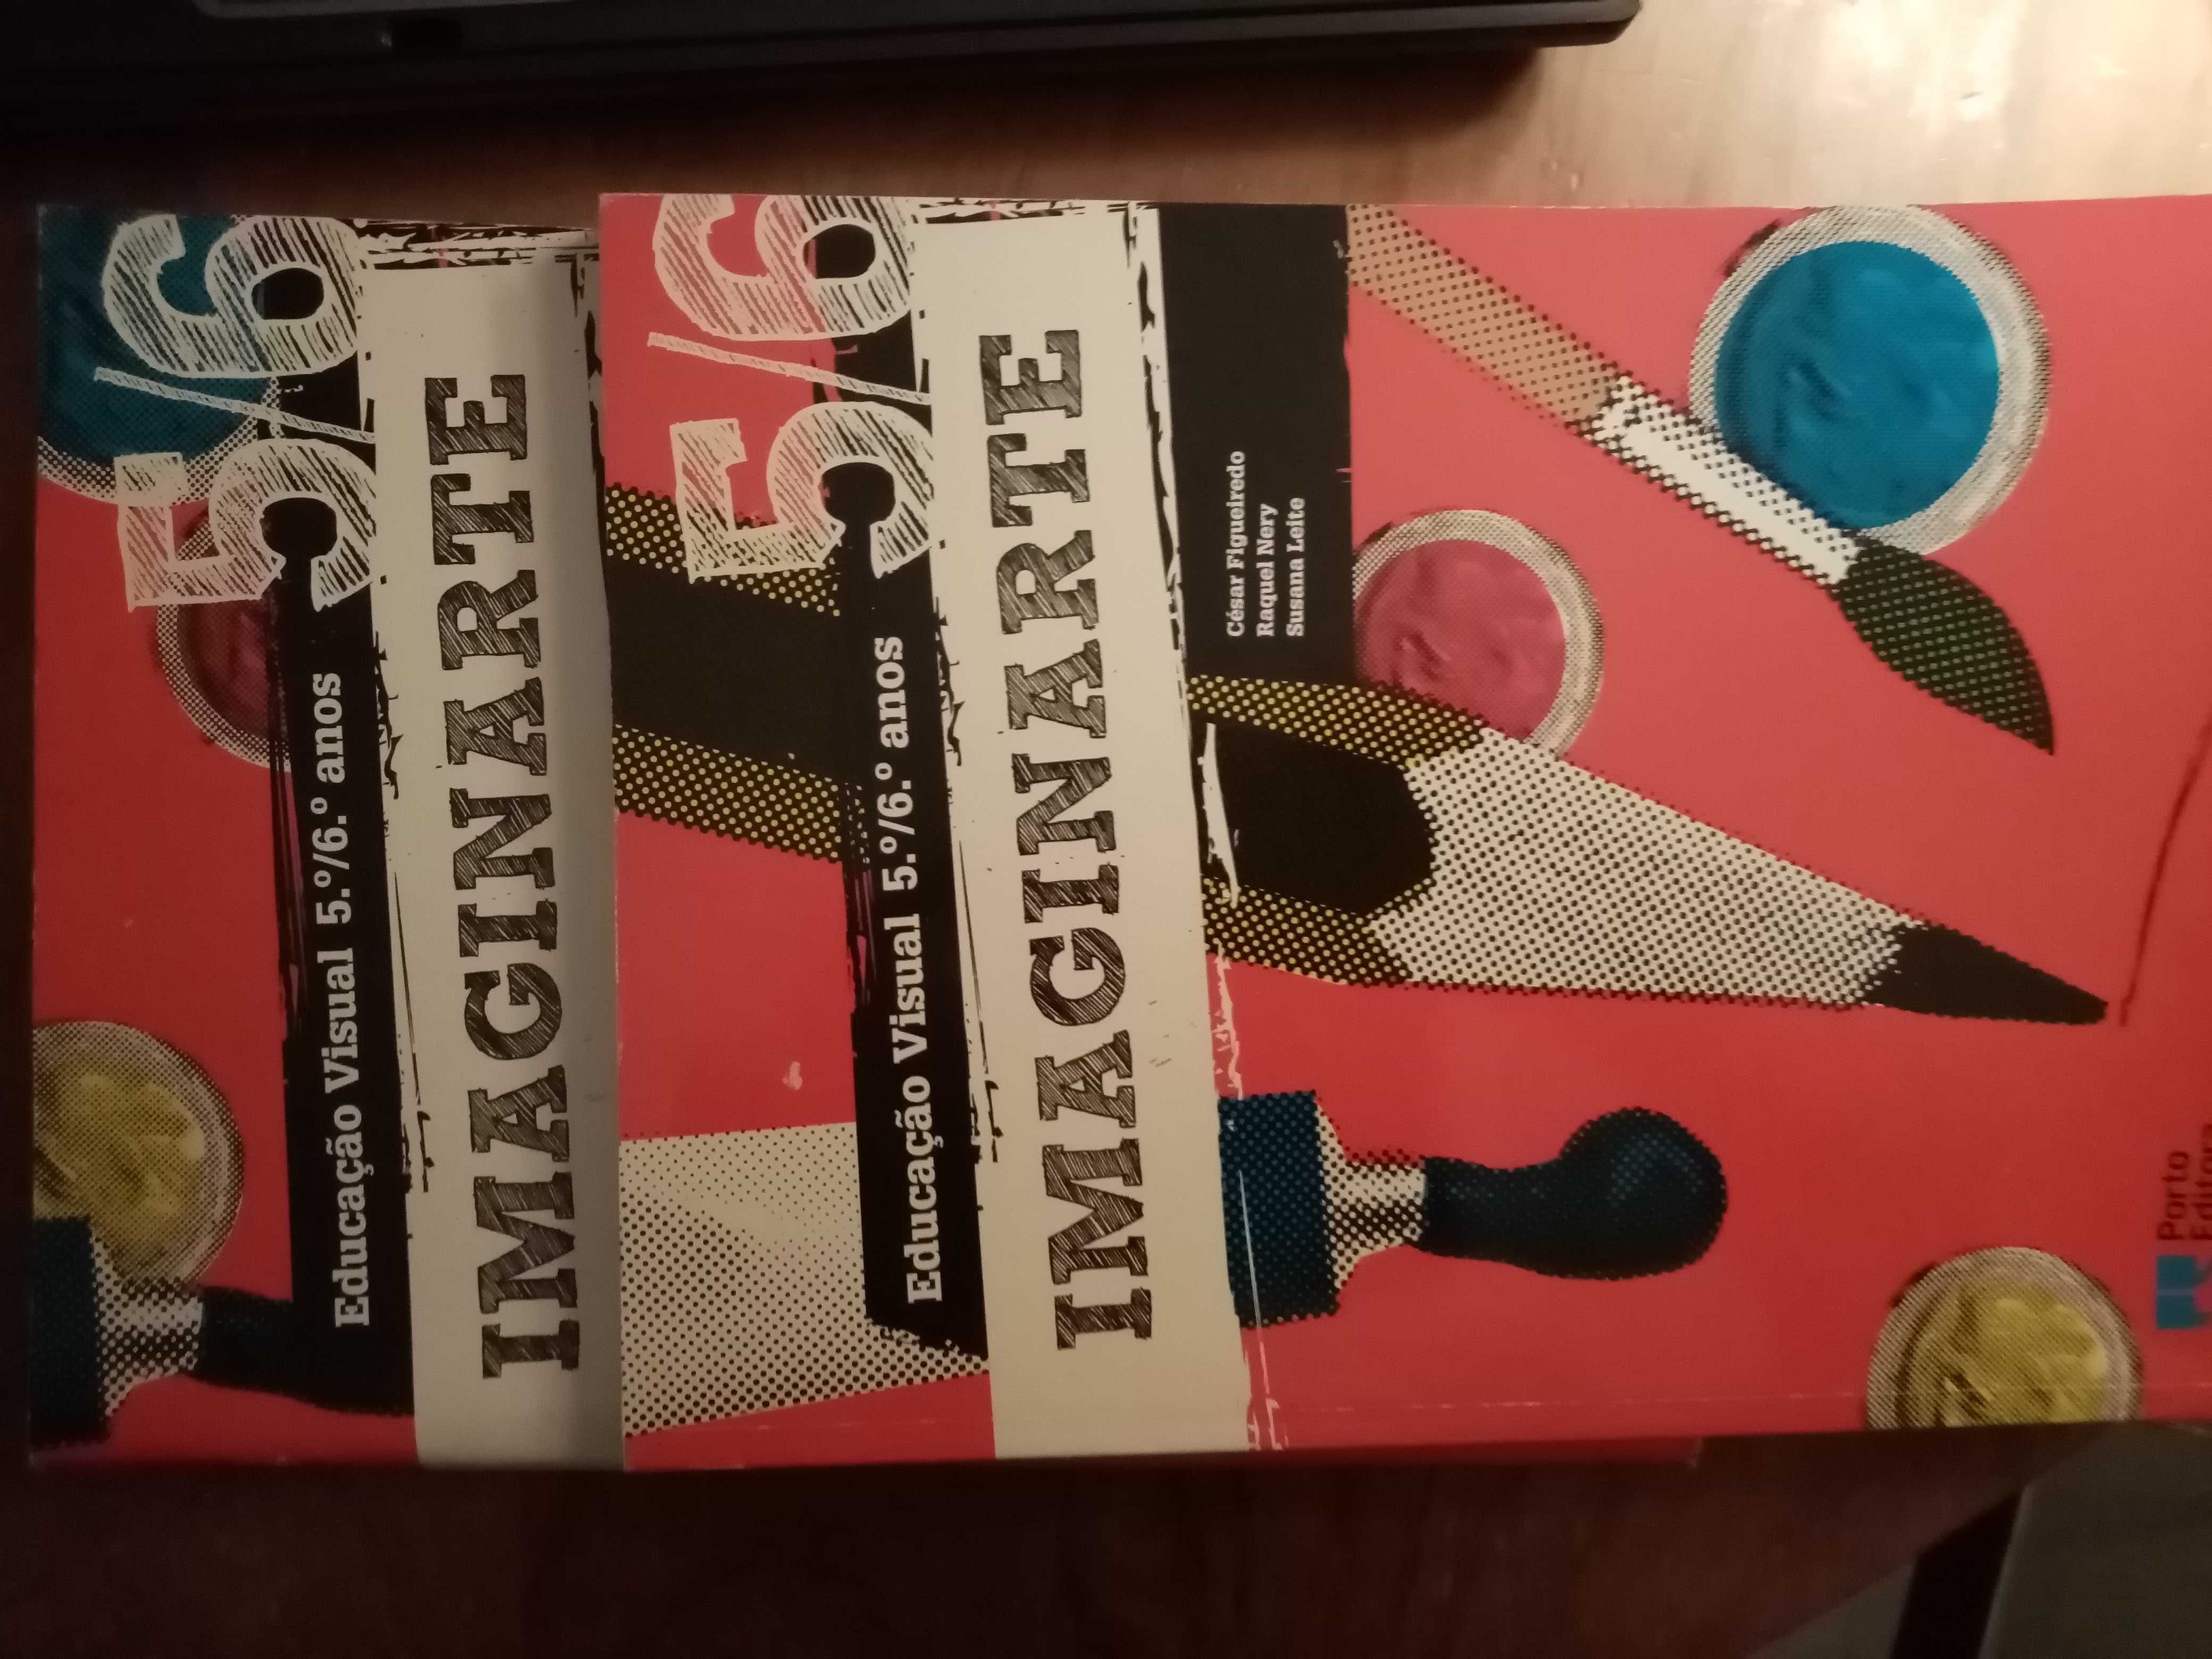 5/6
Educação Visual 5.º/6.º anos
IMAGINARTE
5/6
Educação Visual 5.º/6.º anos
IMAGINARTE
César Figueiredo
Raquel Nery
Susana Leite
Porto
Editora